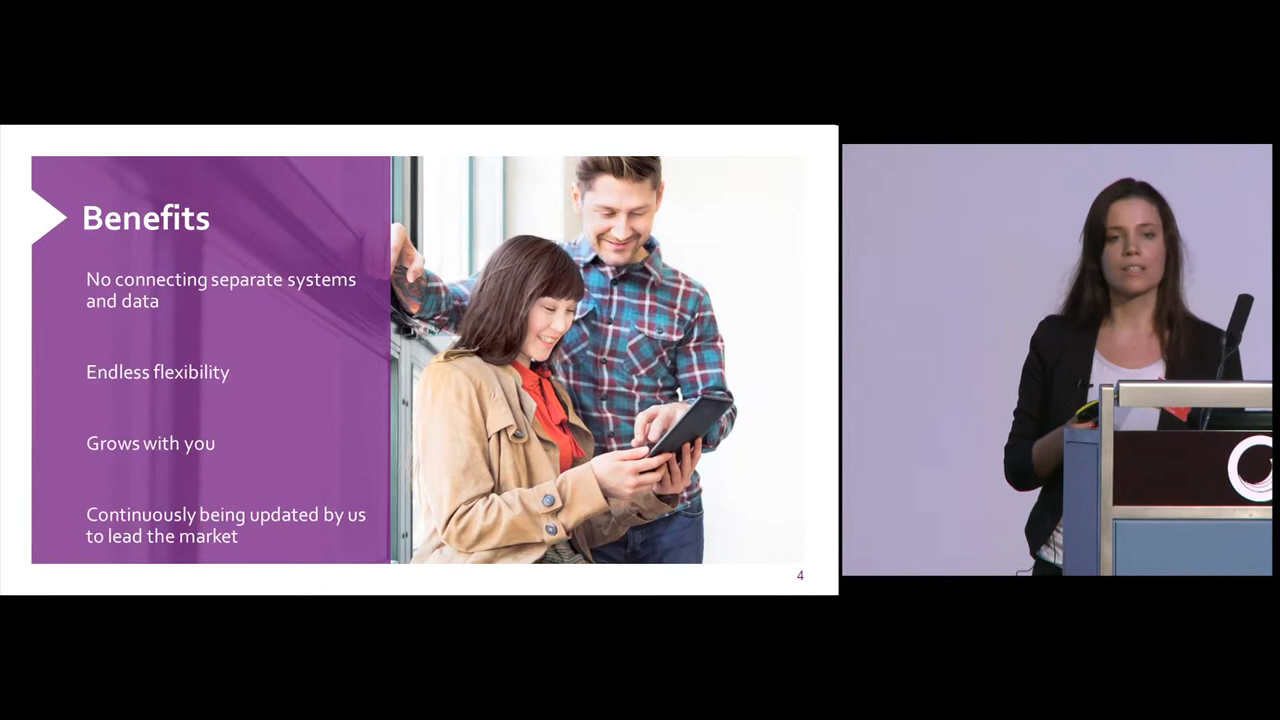 Benefits
No connecting separate systems
and data
Endless flexibility
Grows with you
Continuously being updated by us
to lead the market
4